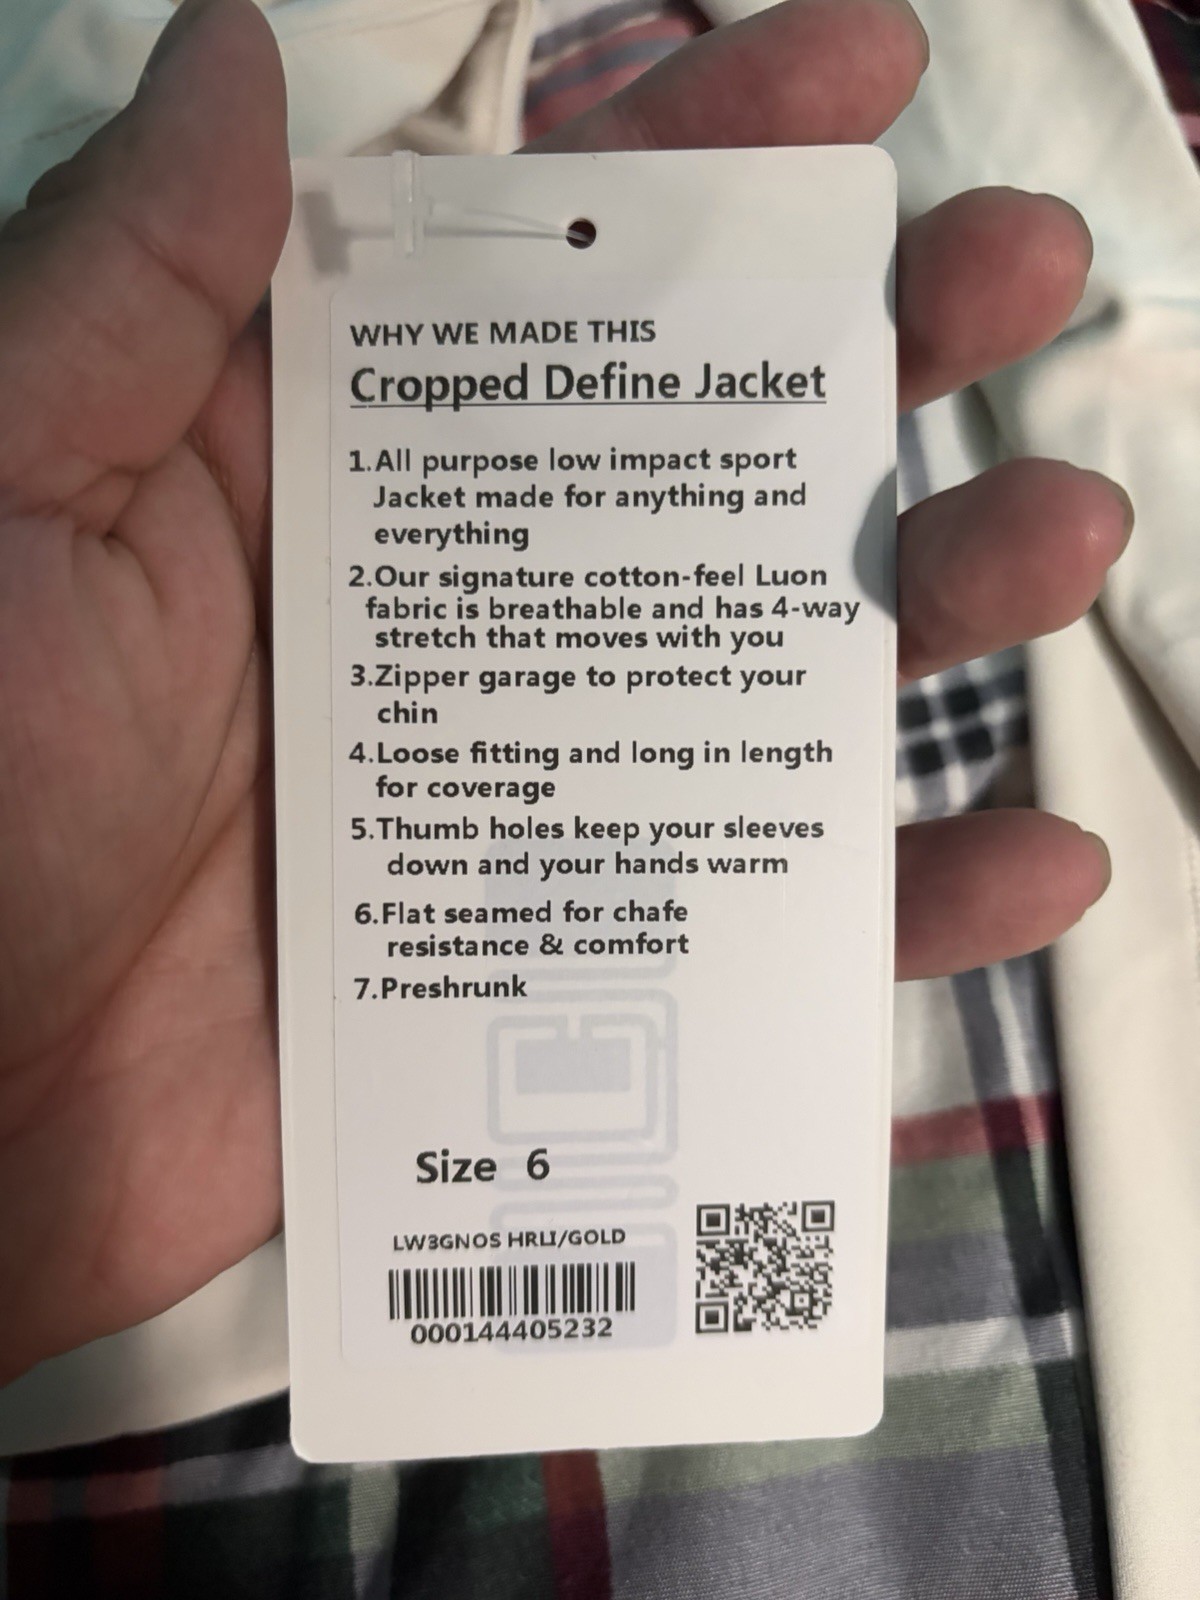 WHY WE MADE THIS
Cropped Define Jacket
1.All purpose low impact sport
Jacket made for anything and
everything
2.Our signature cotton-feel Luon
fabric is breathable and has 4-way
stretch that moves with you
3.Zipper garage to protect your
chin
4.Loose fitting and long in length
for coverage
5.Thumb holes keep your sleeves
down and your hands warm
6.Flat seamed for chafe
resistance & comfort
7.Preshrunk
Size 6
LW3GNOS HRLI/GOLD
000144405232